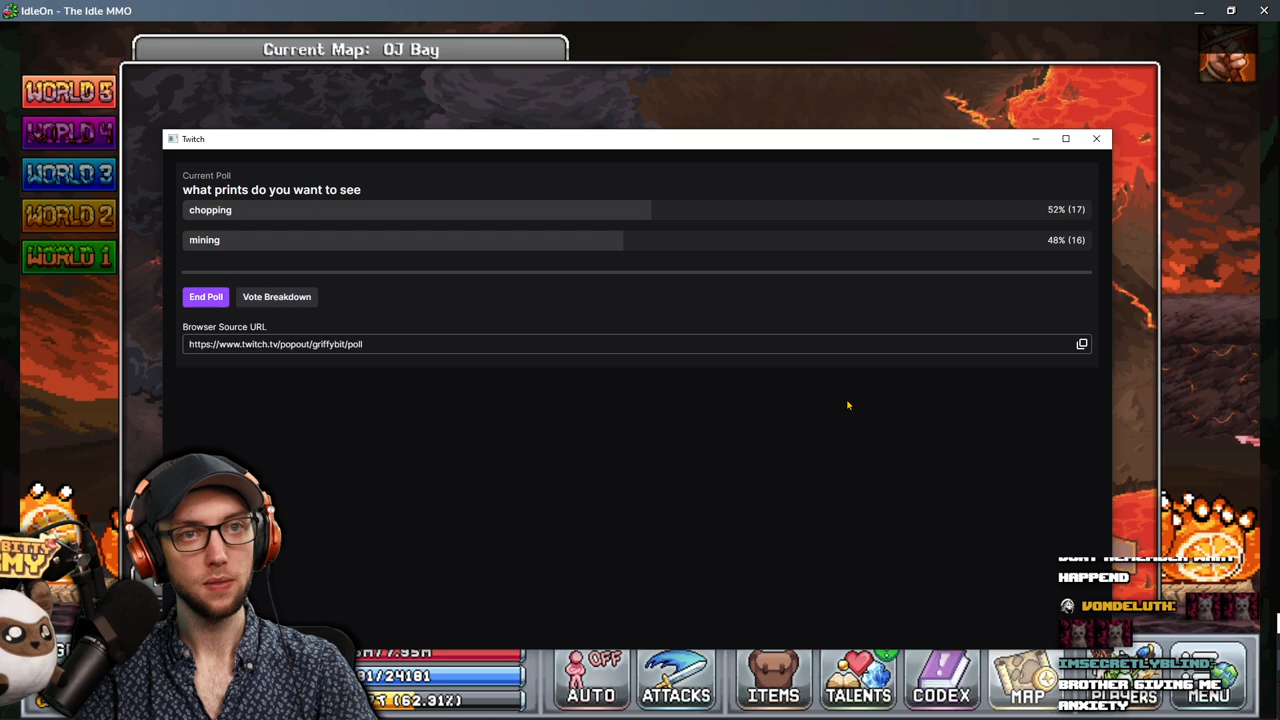 IdleOn - The Idle MMO
Current Map: OJ Bay
WORLD 5
WORLD 4
WORLD 3
WORLD 2
WORLD 1
Twitch
Current Poll
what prints do you want to see
chopping 52% (17)
mining 48% (16)
End Poll Vote Breakdown
Browser Source URL
https://www.twitch.tv/popout/griffybit/poll
HAPPEND
VONDELUTH:
IMSECRETLYBLIND:
BROTHER GIVING ME
ANXIETY
/24181
(62.31%)
OFF
AUTO
ATTACKS
ITEMS
TALENTS
CODEX
MAP
PLAYERS
MENU